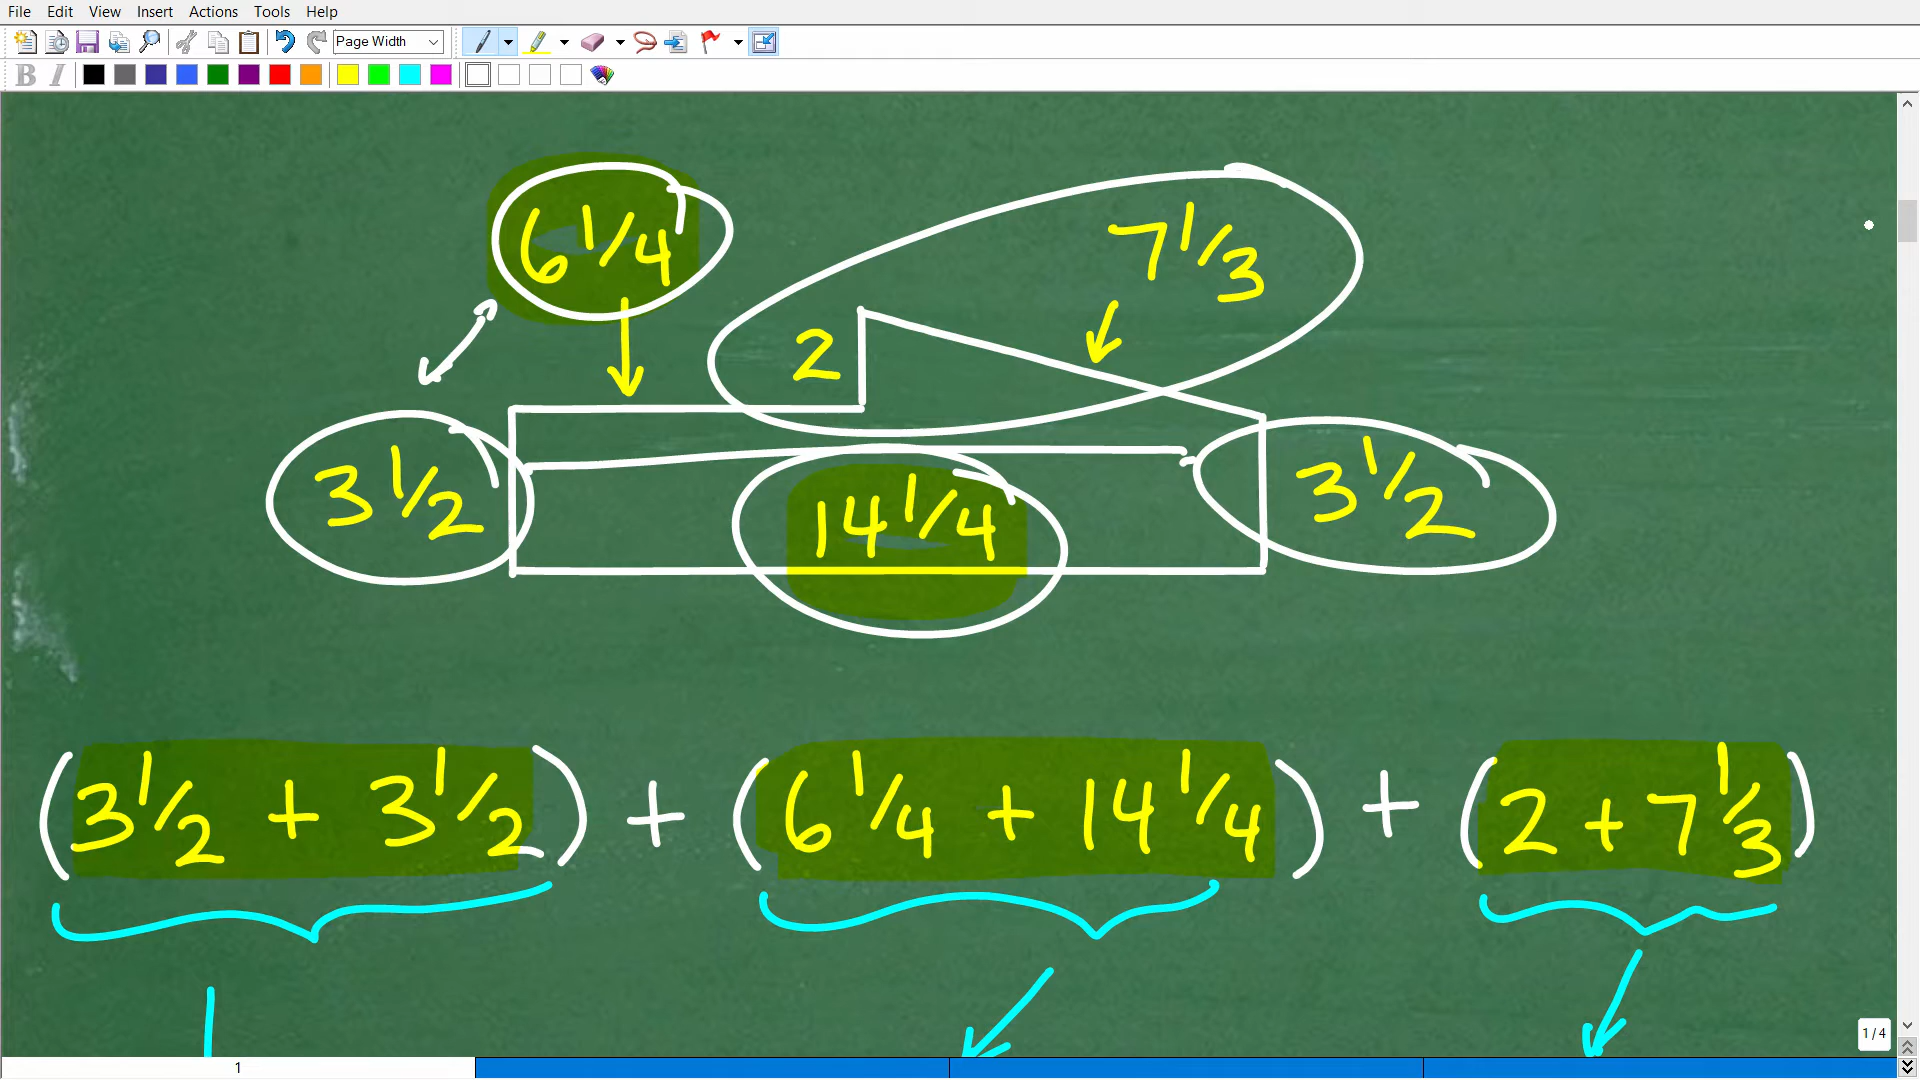 File Edit View Insert Actions Tools Help
Page Width
B I
6 1/4
7 1/3
2
3 1/2
14 1/4
3 1/2
(3 1/2 + 3 1/2) + (6 1/4 + 14 1/4) + (2 + 7 1/3)
1 / 4
1